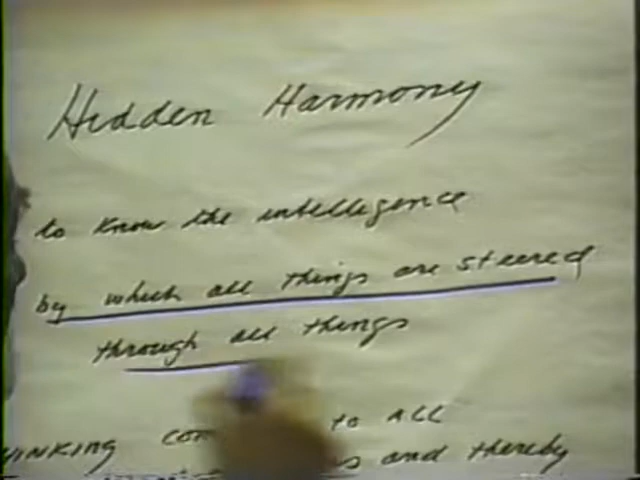 Hidden Harmony
to know the intelligence
by which all things are steered
through all things
to all
and thereby